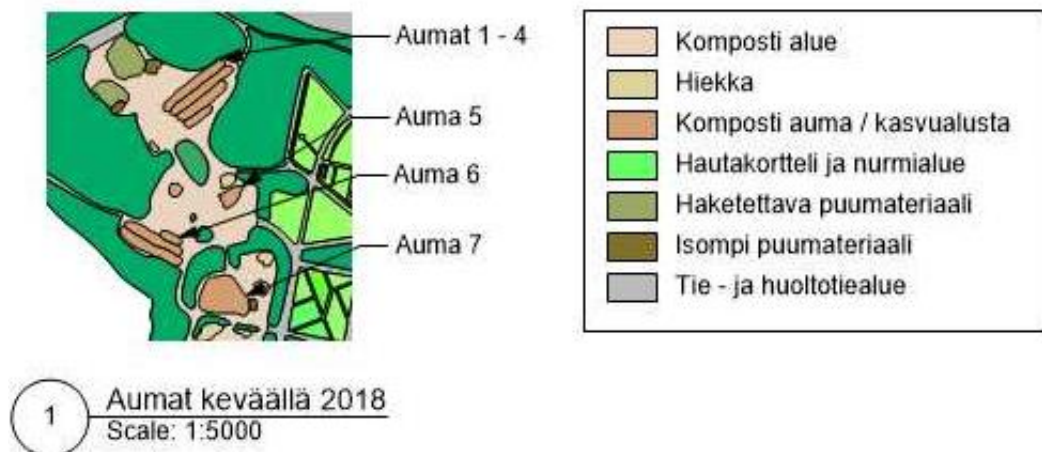 Aumat 1 - 4
Auma 5
Auma 6
Auma 7
Komposti alue
Hiekka
Komposti auma / kasvualusta
Hautakortteli ja nurmialue
Haketettava puumateriaali
Isompi puumateriaali
Tie - ja huoltotiealue
1
Aumat keväällä 2018
Scale: 1:5000